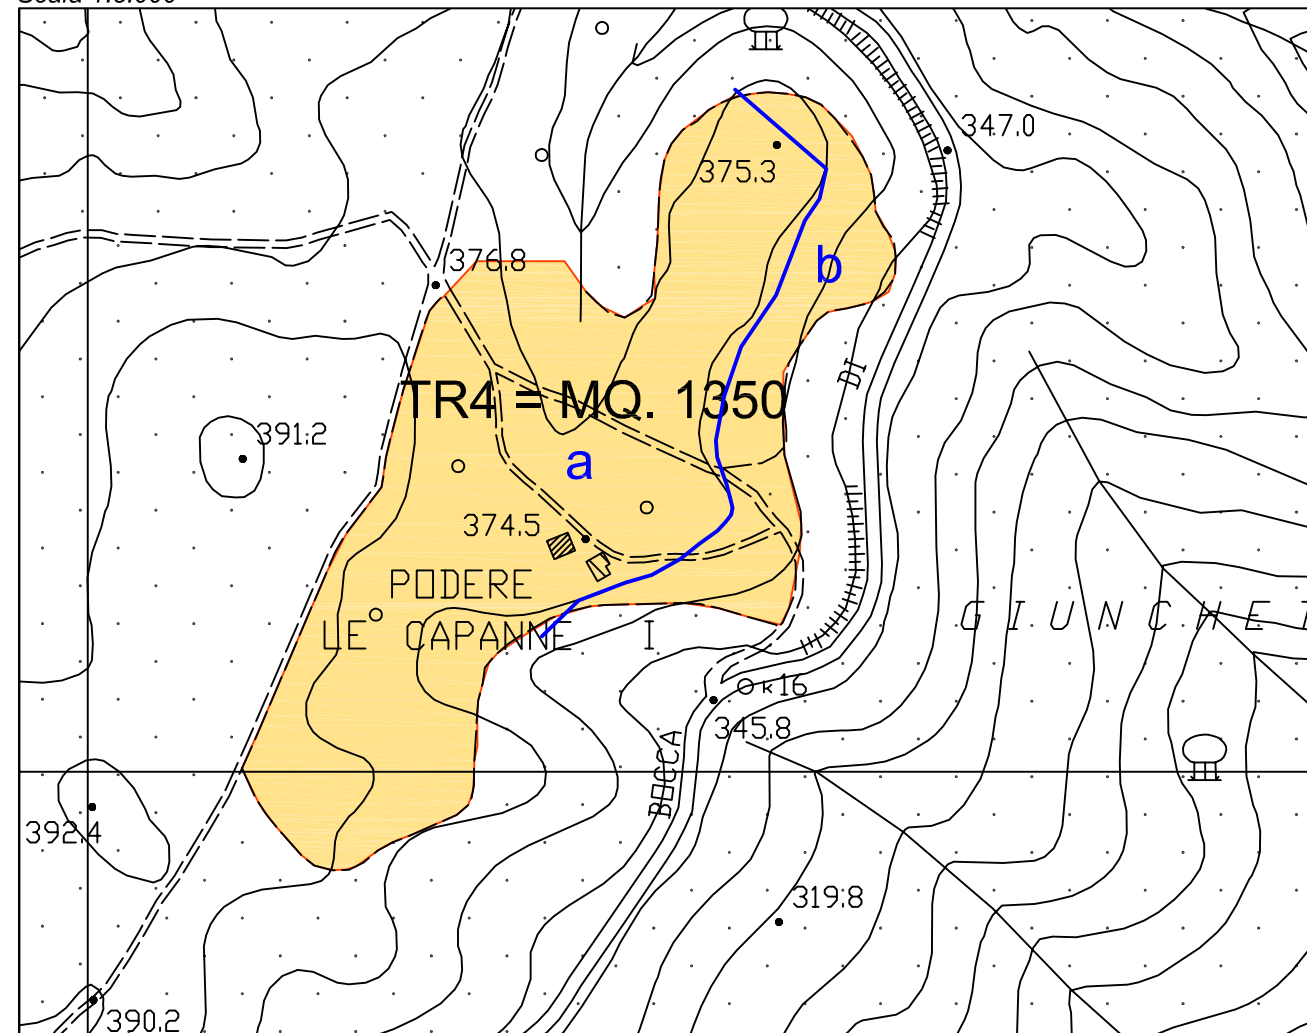 347.0
375.3
376.8
b
DI
TR4 = MQ. 1350
391.2
a
374.5
PODERE
LE CAPANNE I
GIUNCHE
k16
345.8
BOCCA
392.4
319.8
390.2